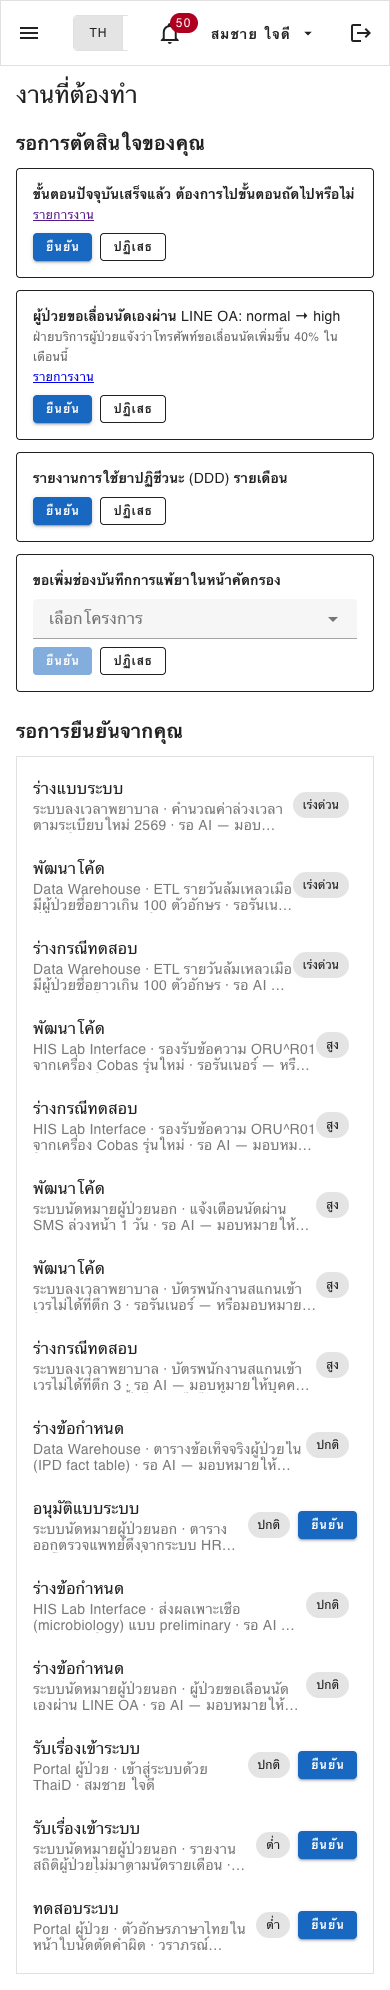 TH
50
สมชาย ใจดี
งานที่ต้องทำ
รอการตัดสินใจของคุณ
ขั้นตอนปัจจุบันเสร็จแล้ว ต้องการไปขั้นตอนถัดไปหรือไม่
รายการงาน
ยืนยัน ปฏิเสธ
ผู้ป่วยขอเลื่อนนัดเองผ่าน LINE OA: normal → high
ฝ่ายบริการผู้ป่วยแจ้งว่าโทรศัพท์ขอเลื่อนนัดเพิ่มขึ้น 40% ใน
เดือนนี้
รายการงาน
ยืนยัน ปฏิเสธ
รายงานการใช้ยาปฏิชีวนะ (DDD) รายเดือน
ยืนยัน ปฏิเสธ
ขอเพิ่มช่องบันทึกการแพ้ยาในหน้าคัดกรอง
เลือกโครงการ
ยืนยัน ปฏิเสธ
รอการยืนยันจากคุณ
ร่างแบบระบบ
ระบบลงเวลาพยาบาล · คำนวณค่าล่วงเวลา
ตามระเบียบใหม่ 2569 · รอ AI — มอบ...
เร่งด่วน
พัฒนาโค้ด
Data Warehouse · ETL รายวันล้มเหลวเมื่อ
มีผู้ป่วยชื่อยาวเกิน 100 ตัวอักษร · รอรันเน...
เร่งด่วน
ร่างกรณีทดสอบ
Data Warehouse · ETL รายวันล้มเหลวเมื่อ
มีผู้ป่วยชื่อยาวเกิน 100 ตัวอักษร · รอ AI ...
เร่งด่วน
พัฒนาโค้ด
HIS Lab Interface · รองรับข้อความ ORU^R01
จากเครื่อง Cobas รุ่นใหม่ · รอรันเนอร์ — หรื...
สูง
ร่างกรณีทดสอบ
HIS Lab Interface · รองรับข้อความ ORU^R01
จากเครื่อง Cobas รุ่นใหม่ · รอ AI — มอบหม...
สูง
พัฒนาโค้ด
ระบบนัดหมายผู้ป่วยนอก · แจ้งเตือนนัดผ่าน
SMS ล่วงหน้า 1 วัน · รอ AI — มอบหมายให้...
สูง
พัฒนาโค้ด
ระบบลงเวลาพยาบาล · บัตรพนักงานสแกนเข้า
เวรไม่ได้ที่ตึก 3 · รอรันเนอร์ — หรือมอบหมาย...
สูง
ร่างกรณีทดสอบ
ระบบลงเวลาพยาบาล · บัตรพนักงานสแกนเข้า
เวรไม่ได้ที่ตึก 3 · รอ AI — มอบหมายให้บุคค...
สูง
ร่างข้อกำหนด
Data Warehouse · ตารางข้อเท็จจริงผู้ป่วยใน
(IPD fact table) · รอ AI — มอบหมายให้...
ปกติ
อนุมัติแบบระบบ
ระบบนัดหมายผู้ป่วยนอก · ตาราง
ออกตรวจแพทย์ดึงจากระบบ HR...
ปกติ ยืนยัน
ร่างข้อกำหนด
HIS Lab Interface · ส่งผลเพาะเชื้อ
(microbiology) แบบ preliminary · รอ AI ...
ปกติ
ร่างข้อกำหนด
ระบบนัดหมายผู้ป่วยนอก · ผู้ป่วยขอเลื่อนนัด
เองผ่าน LINE OA · รอ AI — มอบหมายให้...
ปกติ
รับเรื่องเข้าระบบ
Portal ผู้ป่วย · เข้าสู่ระบบด้วย
ThaiD · สมชาย ใจดี
ปกติ ยืนยัน
รับเรื่องเข้าระบบ
ระบบนัดหมายผู้ป่วยนอก · รายงาน
สถิติผู้ป่วยไม่มาตามนัดรายเดือน ·...
ต่ำ ยืนยัน
ทดสอบระบบ
Portal ผู้ป่วย · ตัวอักษรภาษาไทยใน
หน้าใบนัดตัดคำผิด · วราภรณ์...
ต่ำ ยืนยัน